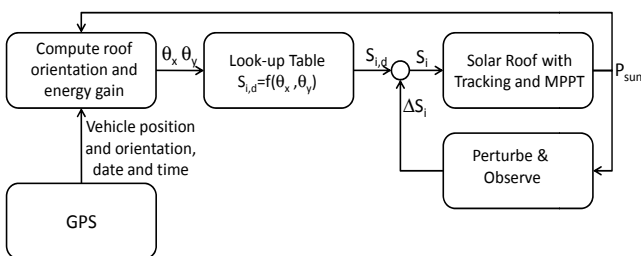 Compute roof
orientation and
energy gain
θx θy
Look-up Table
Si,d=f(θx ,θy)
Si,d
Si
Solar Roof with
Tracking and MPPT
Psun
ΔSi
Vehicle position
and orientation,
date and time
Perturbe &
Observe
GPS